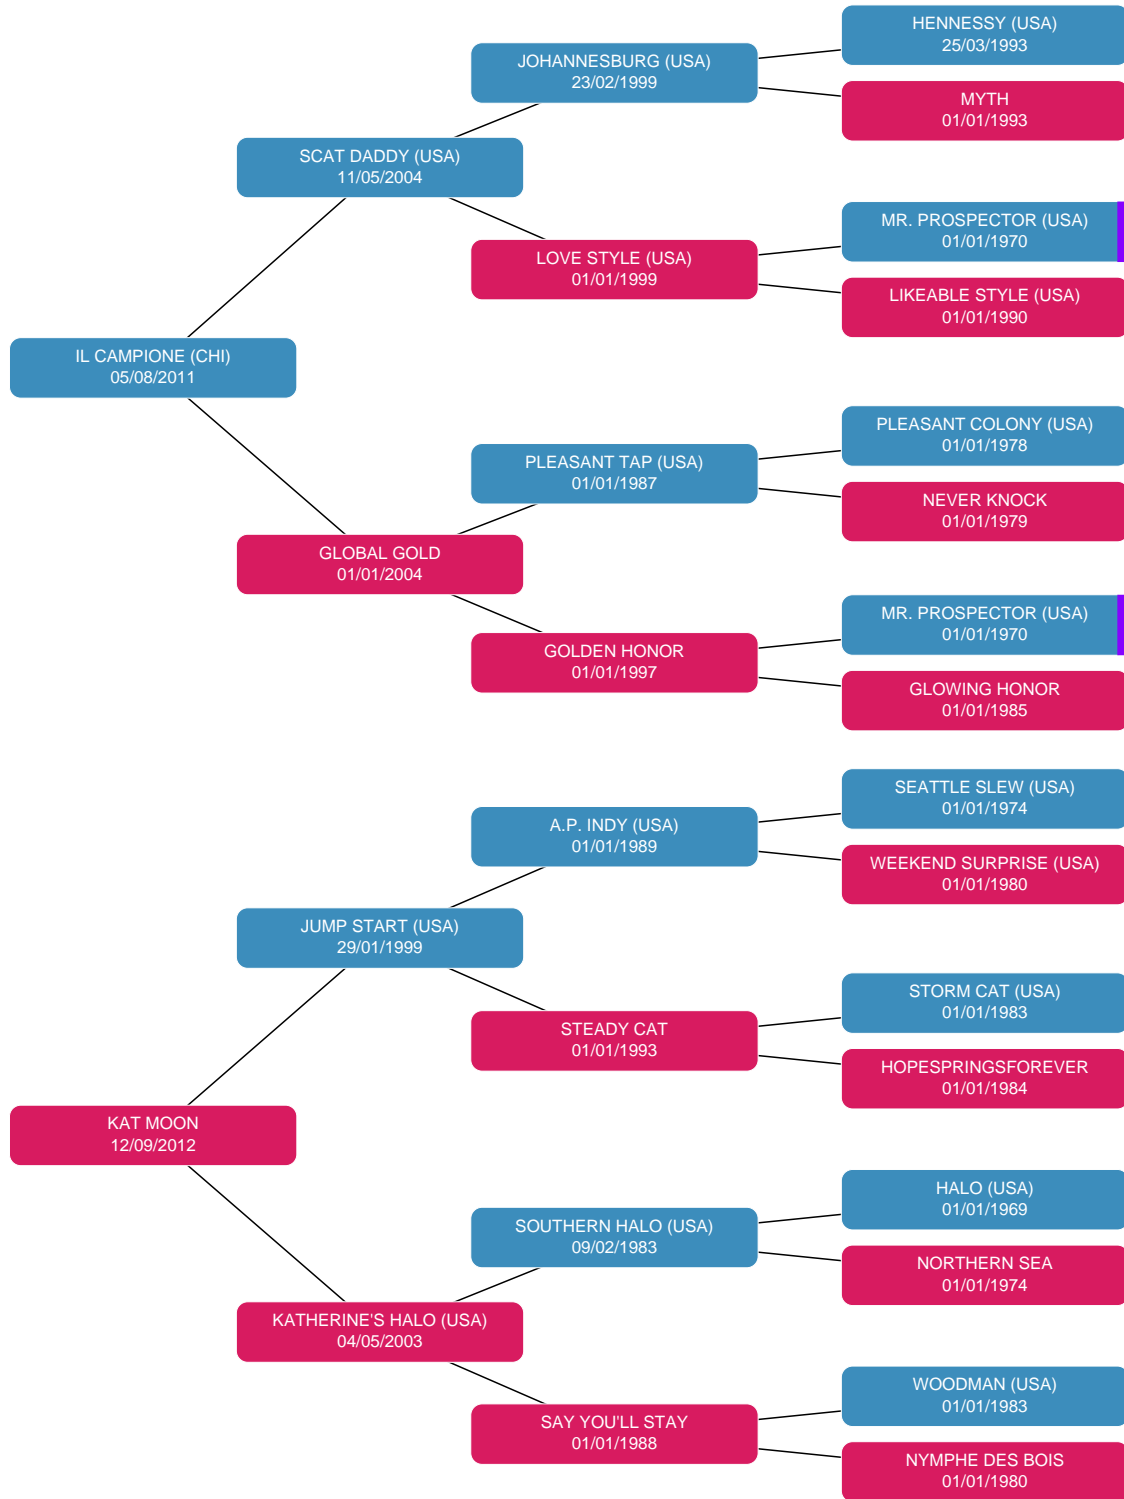 HENNESSY (USA)
25/03/1993
JOHANNESBURG (USA)
23/02/1999
MYTH
01/01/1993
SCAT DADDY (USA)
11/05/2004
MR. PROSPECTOR (USA)
01/01/1970
LOVE STYLE (USA)
01/01/1999
LIKEABLE STYLE (USA)
01/01/1990
IL CAMPIONE (CHI)
05/08/2011
PLEASANT COLONY (USA)
01/01/1978
PLEASANT TAP (USA)
01/01/1987
NEVER KNOCK
01/01/1979
GLOBAL GOLD
01/01/2004
MR. PROSPECTOR (USA)
01/01/1970
GOLDEN HONOR
01/01/1997
GLOWING HONOR
01/01/1985
SEATTLE SLEW (USA)
01/01/1974
A.P. INDY (USA)
01/01/1989
WEEKEND SURPRISE (USA)
01/01/1980
JUMP START (USA)
29/01/1999
STORM CAT (USA)
01/01/1983
STEADY CAT
01/01/1993
HOPESPRINGSFOREVER
01/01/1984
KAT MOON
12/09/2012
HALO (USA)
01/01/1969
SOUTHERN HALO (USA)
09/02/1983
NORTHERN SEA
01/01/1974
KATHERINE'S HALO (USA)
04/05/2003
WOODMAN (USA)
01/01/1983
SAY YOU'LL STAY
01/01/1988
NYMPHE DES BOIS
01/01/1980